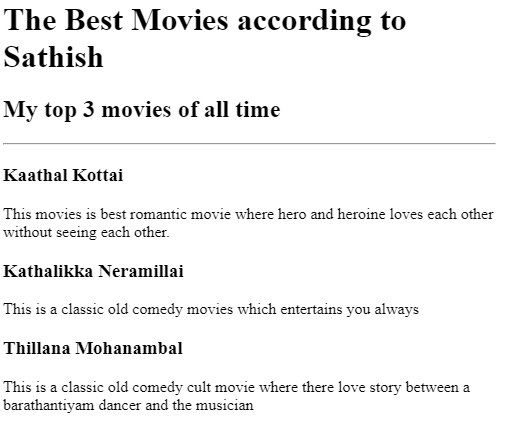 The Best Movies according to
Sathish
My top 3 movies of all time
Kaathal Kottai
This movies is best romantic movie where hero and heroine loves each other
without seeing each other.
Kathalikka Neramillai
This is a classic old comedy movies which entertains you always
Thillana Mohanambal
This is a classic old comedy cult movie where there love story between a
barathantiyam dancer and the musician